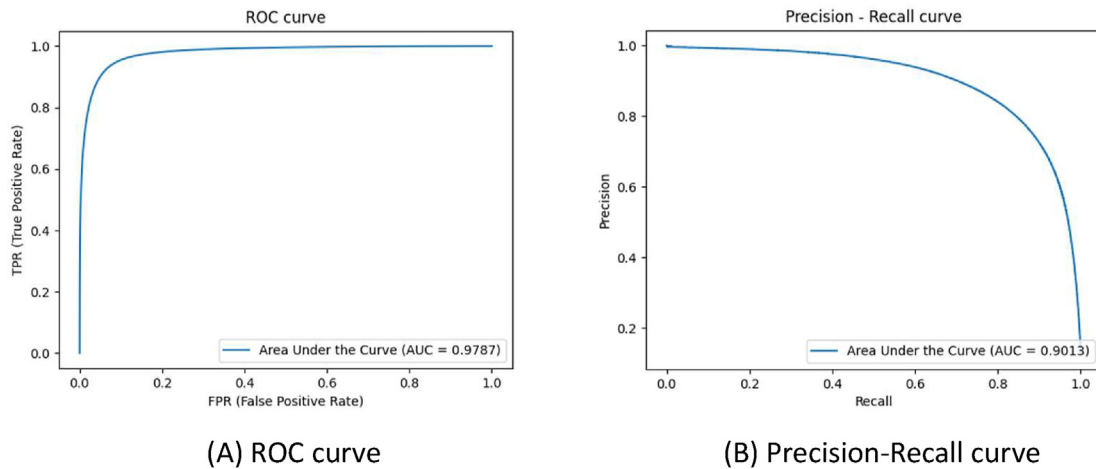 ROC curve
1.0
0.8
0.6
0.4
0.2
0.0
TPR (True Positive Rate)
Area Under the Curve (AUC = 0.9787)
0.0 0.2 0.4 0.6 0.8 1.0
FPR (False Positive Rate)
(A) ROC curve
Precision - Recall curve
1.0
0.8
0.6
0.4
0.2
Precision
Area Under the Curve (AUC = 0.9013)
0.0 0.2 0.4 0.6 0.8 1.0
Recall
(B) Precision-Recall curve